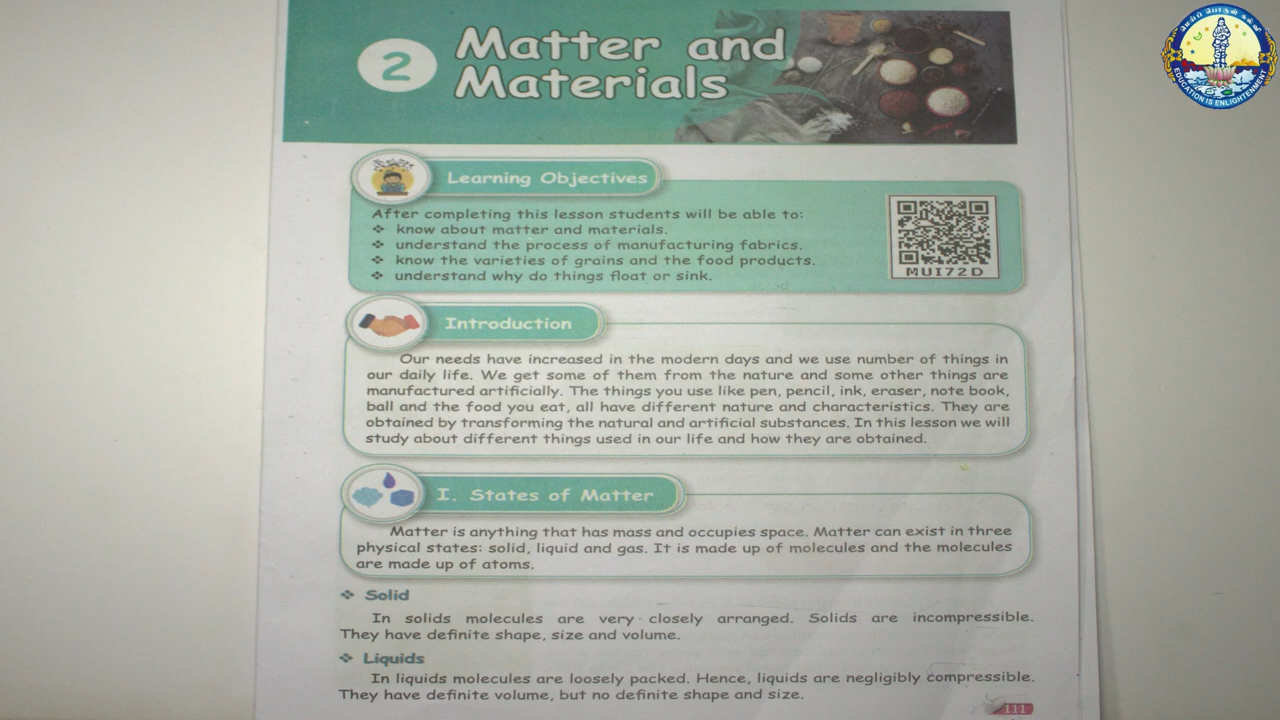 2
Matter and
Materials
Learning Objectives
After completing this lesson students will be able to:
❖ know about matter and materials.
❖ understand the process of manufacturing fabrics.
❖ know the varieties of grains and the food products.
❖ understand why do things float or sink.
MUI72D
Introduction
Our needs have increased in the modern days and we use number of things in
our daily life. We get some of them from the nature and some other things are
manufactured artificially. The things you use like pen, pencil, ink, eraser, note book,
ball and the food you eat, all have different nature and characteristics. They are
obtained by transforming the natural and artificial substances. In this lesson we will
study about different things used in our life and how they are obtained.
I. States of Matter
Matter is anything that has mass and occupies space. Matter can exist in three
physical states: solid, liquid and gas. It is made up of molecules and the molecules
are made up of atoms.
❖ Solid
In solids molecules are very closely arranged. Solids are incompressible.
They have definite shape, size and volume.
❖ Liquids
In liquids molecules are loosely packed. Hence, liquids are negligibly compressible.
They have definite volume, but no definite shape and size.
111
EDUCATION IS ENLIGHTENMENT